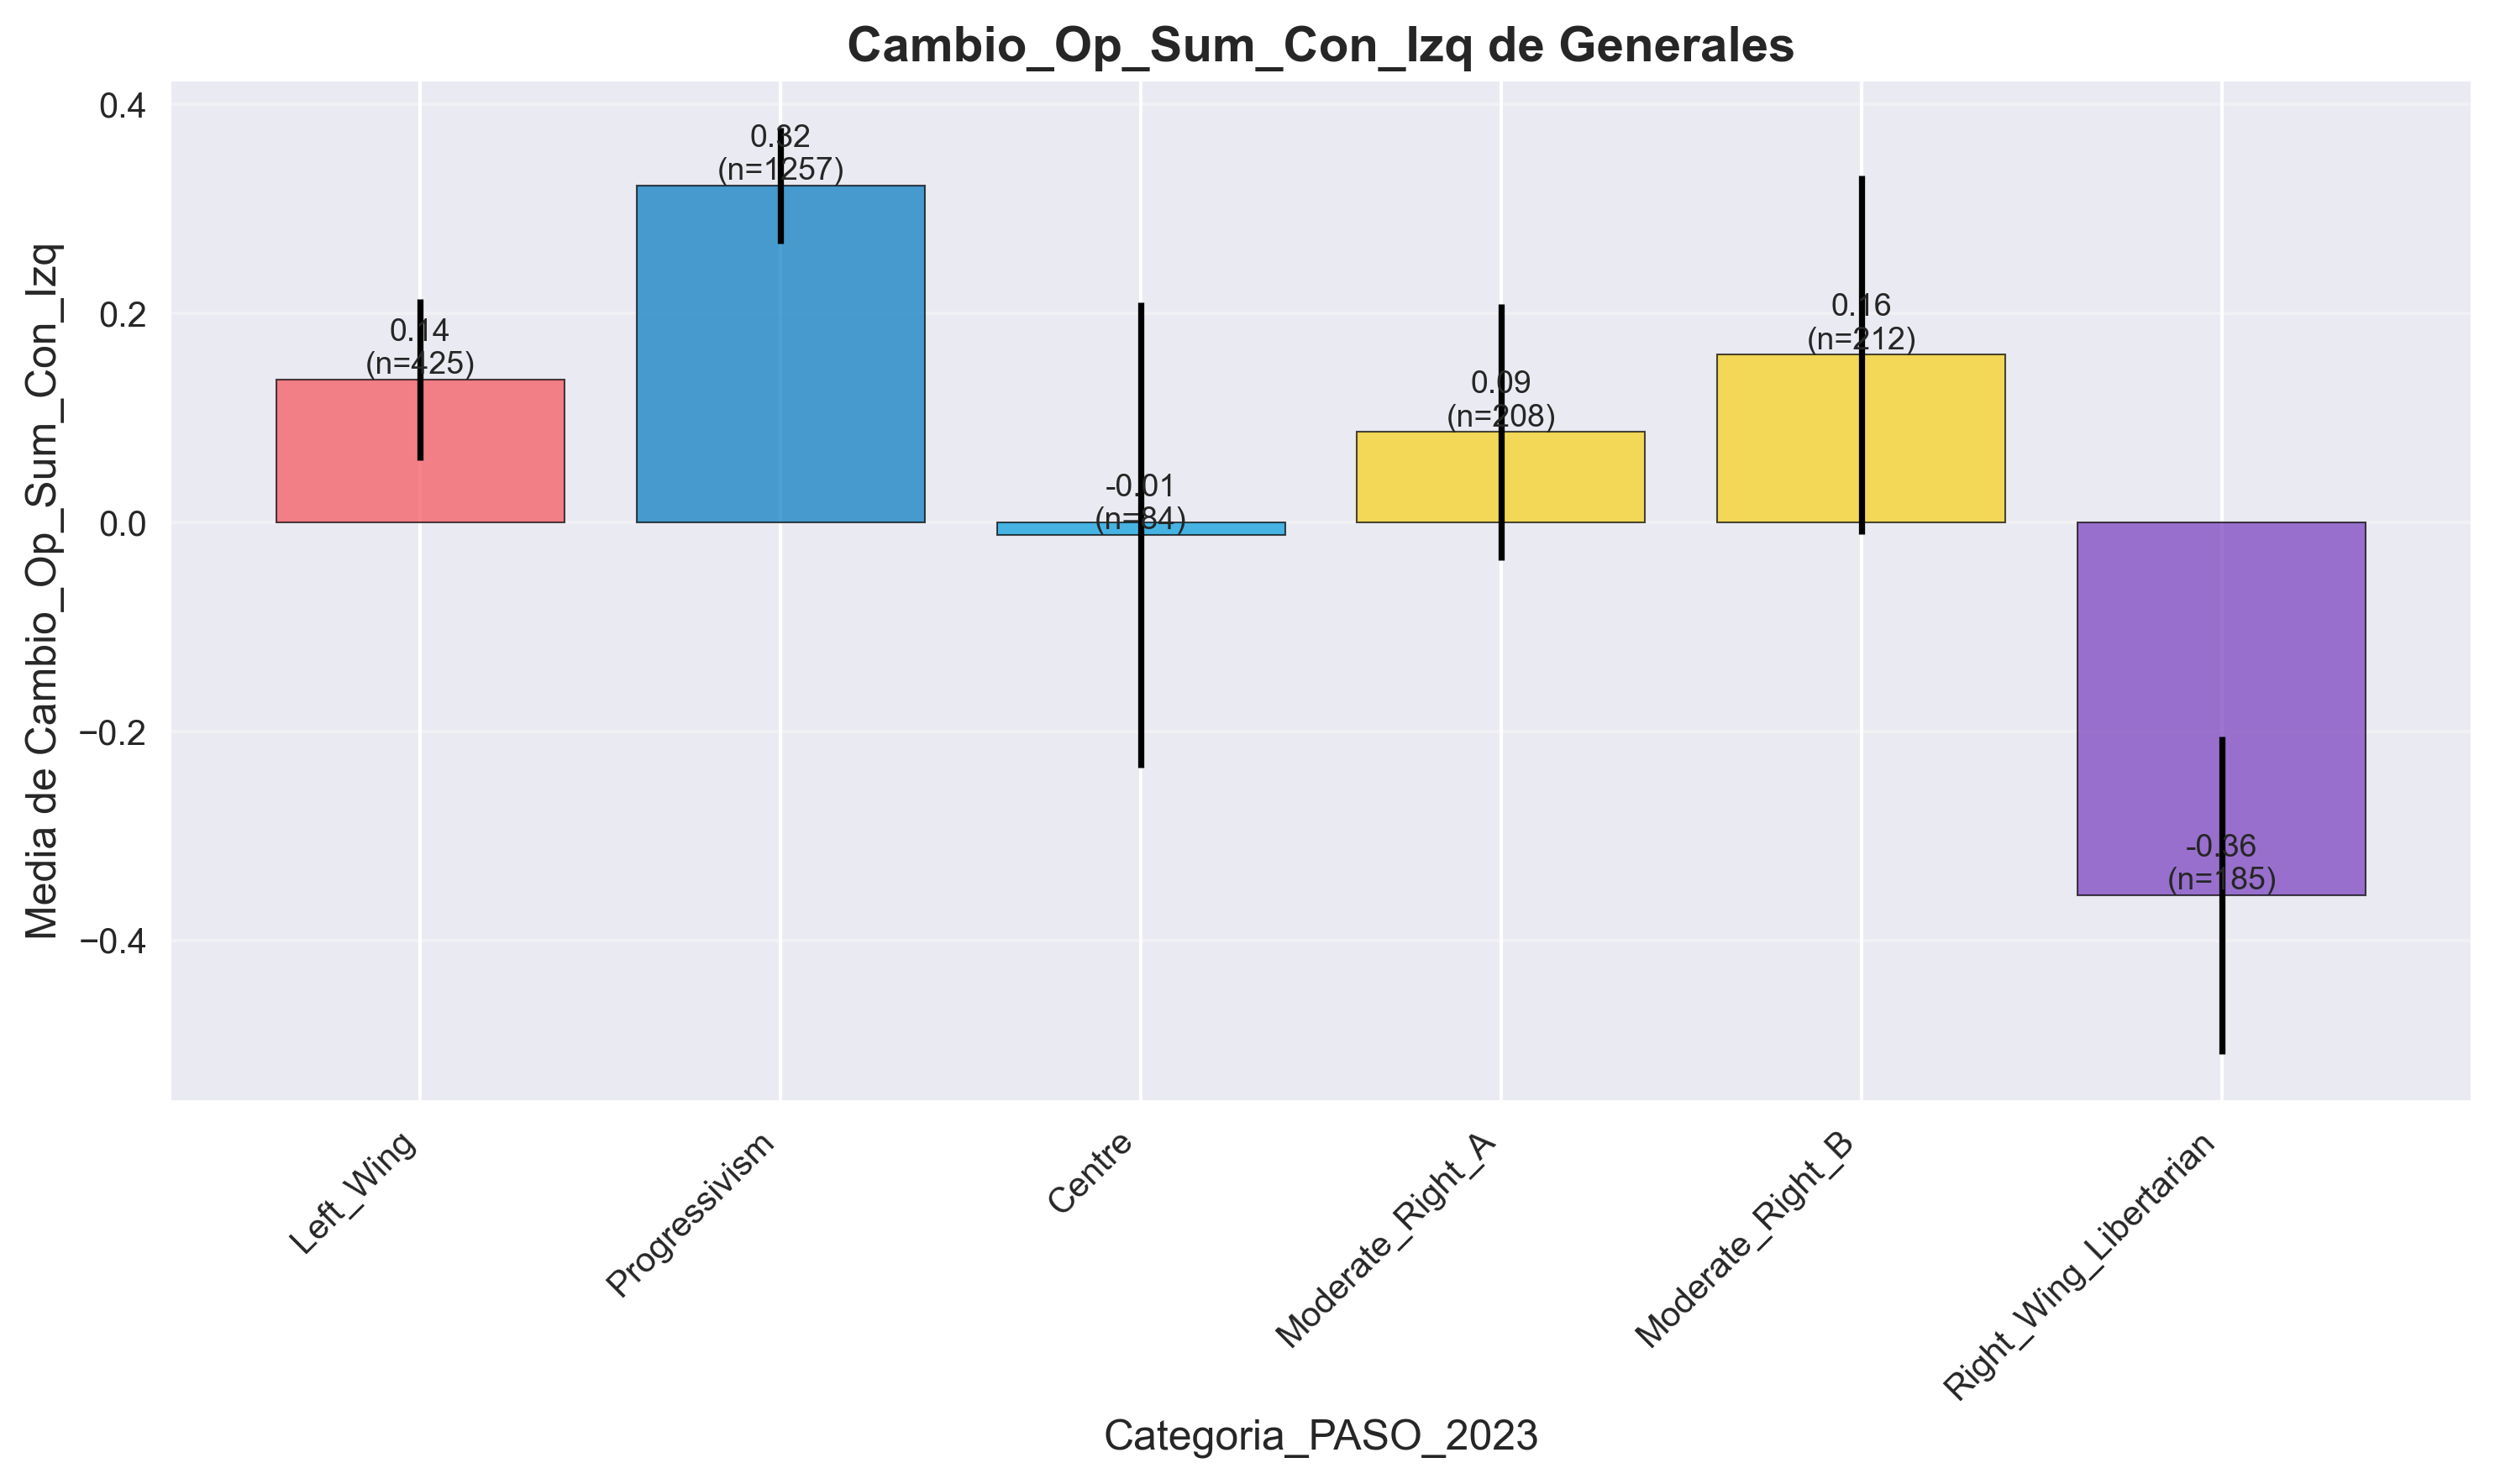 Cambio_Op_Sum_Con_Izq de Generales
Media de Cambio_Op_Sum_Con_Izq
0.4
0.2
0.0
−0.2
−0.4
0.14
(n=425)
0.32
(n=1257)
-0.01
(n=84)
0.09
(n=208)
0.16
(n=212)
-0.36
(n=185)
Left_Wing
Progressivism
Centre
Moderate_Right_A
Moderate_Right_B
Right_Wing_Libertarian
Categoria_PASO_2023